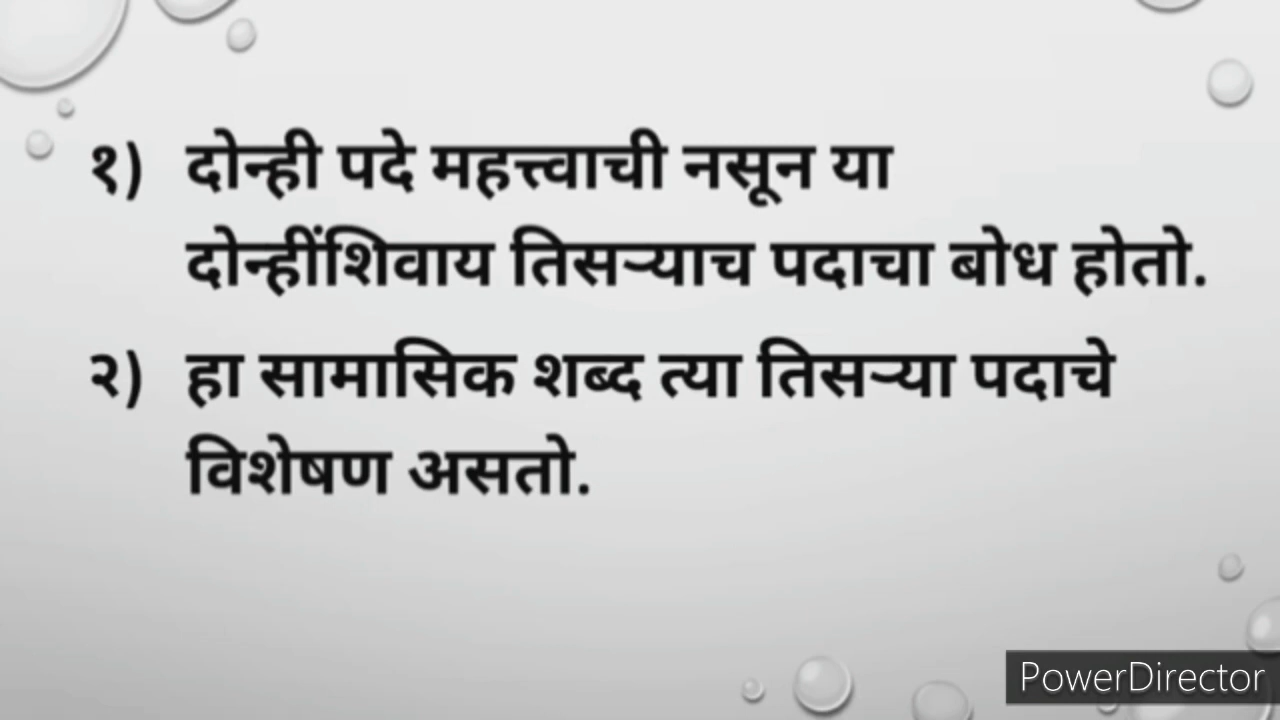 १) दोन्ही पदे महत्त्वाची नसून या
दोन्हींशिवाय तिसऱ्याच पदाचा बोध होतो.
२) हा सामासिक शब्द त्या तिसऱ्या पदाचे
विशेषण असतो.
PowerDirector